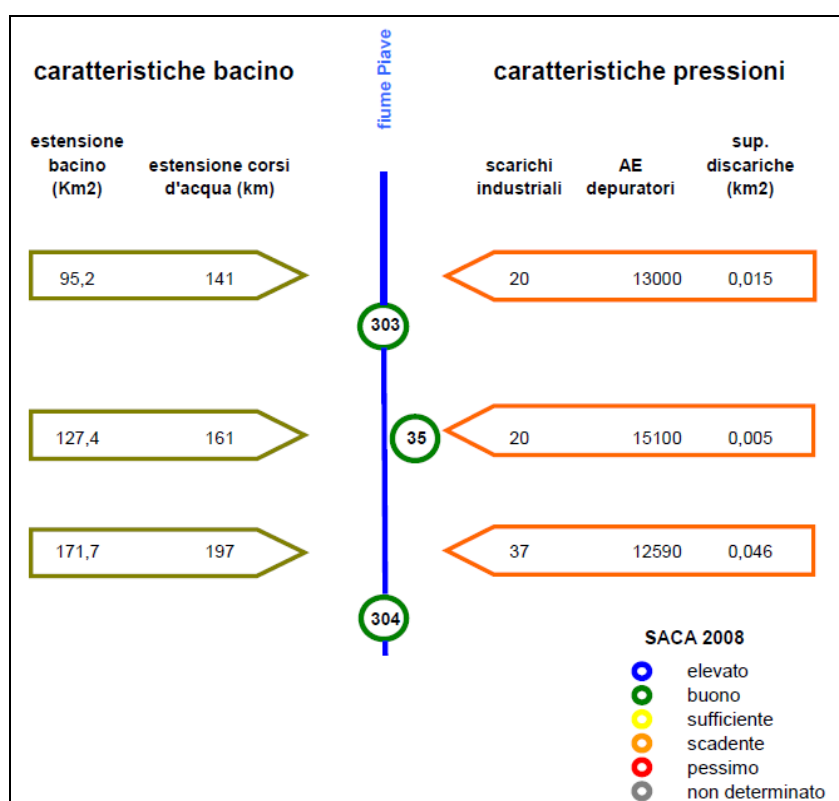 caratteristiche bacino
fiume Piave
caratteristiche pressioni
estensione
bacino
(Km2)
estensione corsi
d'acqua (km)
scarichi
industriali
AE
depuratori
sup.
discariche
(km2)
95,2 141 20 13000 0,015
303
127,4 161 35 20 15100 0,005
171,7 197 37 12590 0,046
304
SACA 2008
elevato
buono
sufficiente
scadente
pessimo
non determinato